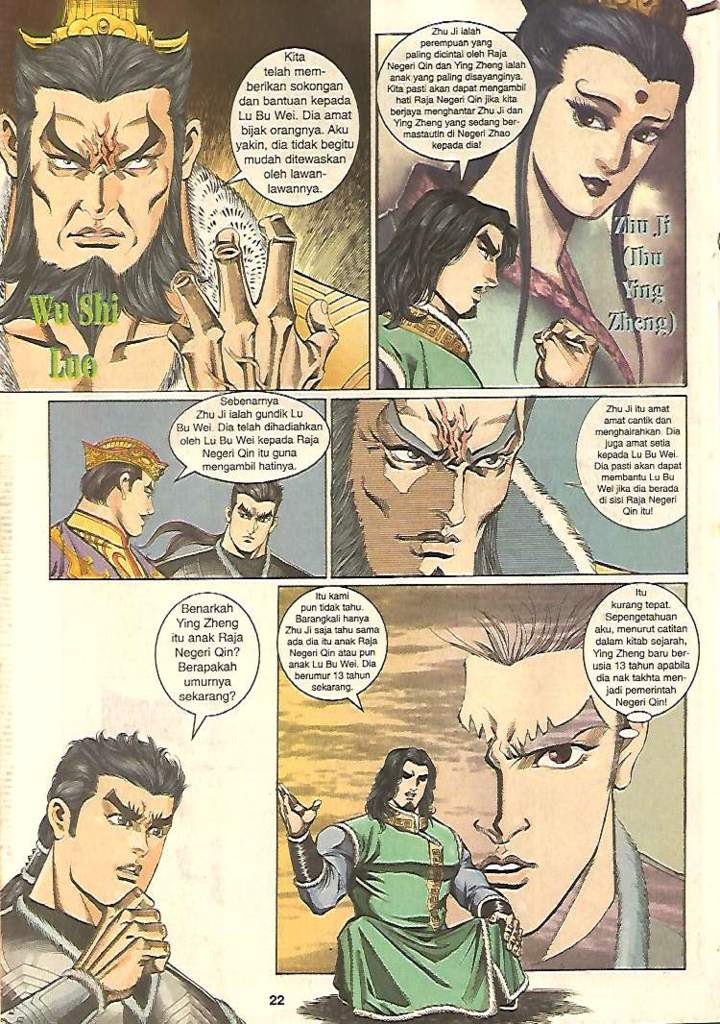 Kita
telah mem-
berikan sokongan
dan bantuan kepada
Lu Bu Wei. Dia amat
bijak orangnya. Aku
yakin, dia tidak begitu
mudah ditewaskan
oleh lawan-
lawannya.
Wu Shi
Luo
Zhu Ji ialah
perempuan yang
paling dicintai oleh Raja
Negeri Qin dan Ying Zheng ialah
anak yang paling disayanginya.
Kita pasti akan dapat mengambil
hati Raja Negeri Qin jika kita
berjaya menghantar Zhu Ji dan
Ying Zheng yang sedang ber-
mastautin di Negeri Zhao
kepada dia!
Zhu Ji
(Ibu
Ying
Zheng)
Sebenarnya
Zhu Ji ialah gundik Lu
Bu Wei. Dia telah dihadiahkan
oleh Lu Bu Wei kepada Raja
Negeri Qin itu guna
mengambil hatinya.
Zhu Ji itu amat
amat cantik dan
menghairahkan. Dia
juga amat setia
kepada Lu Bu Wei.
Dia pasti akan dapat
membantu Lu Bu
Wei jika dia berada
di sisi Raja Negeri
Qin itu!
Benarkah
Ying Zheng
itu anak Raja
Negeri Qin?
Berapakah
umurnya
sekarang?
Itu kami
pun tidak tahu.
Barangkali hanya
Zhu Ji saja tahu sama
ada dia itu anak Raja
Negeri Qin atau pun
anak Lu Bu Wei. Dia
berumur 13 tahun
sekarang.
Itu
kurang tepat.
Sepengetahuan
aku, menurut catitan
dalam kitab sejarah,
Ying Zheng baru ber-
usia 13 tahun apabila
dia nak takhta men-
jadi pemerintah
Negeri Qin!
22